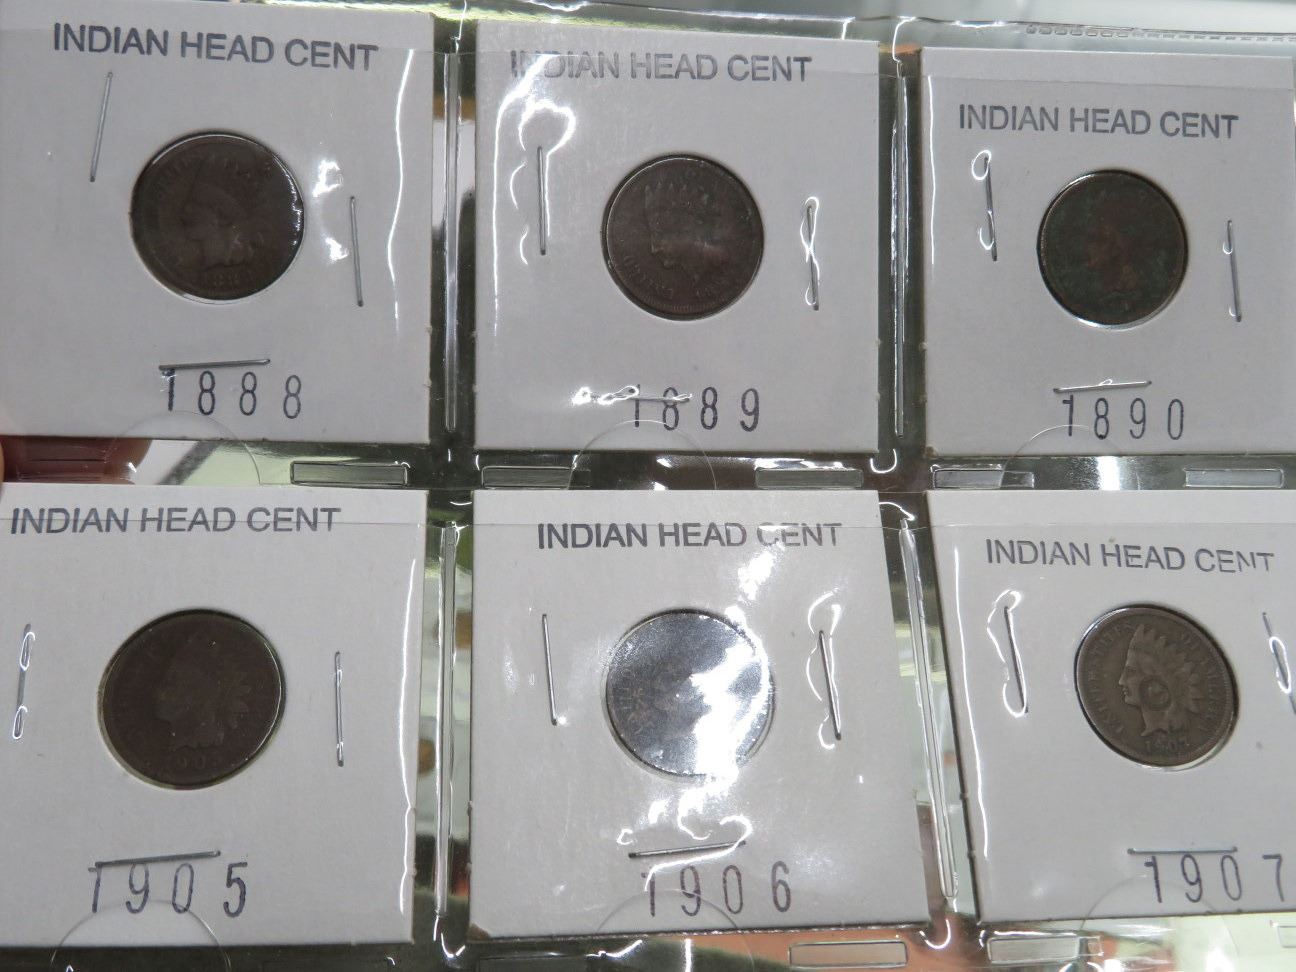 INDIAN HEAD CENT
1888
INDIAN HEAD CENT
1889
INDIAN HEAD CENT
1890
INDIAN HEAD CENT
1905
INDIAN HEAD CENT
1906
INDIAN HEAD CENT
1907